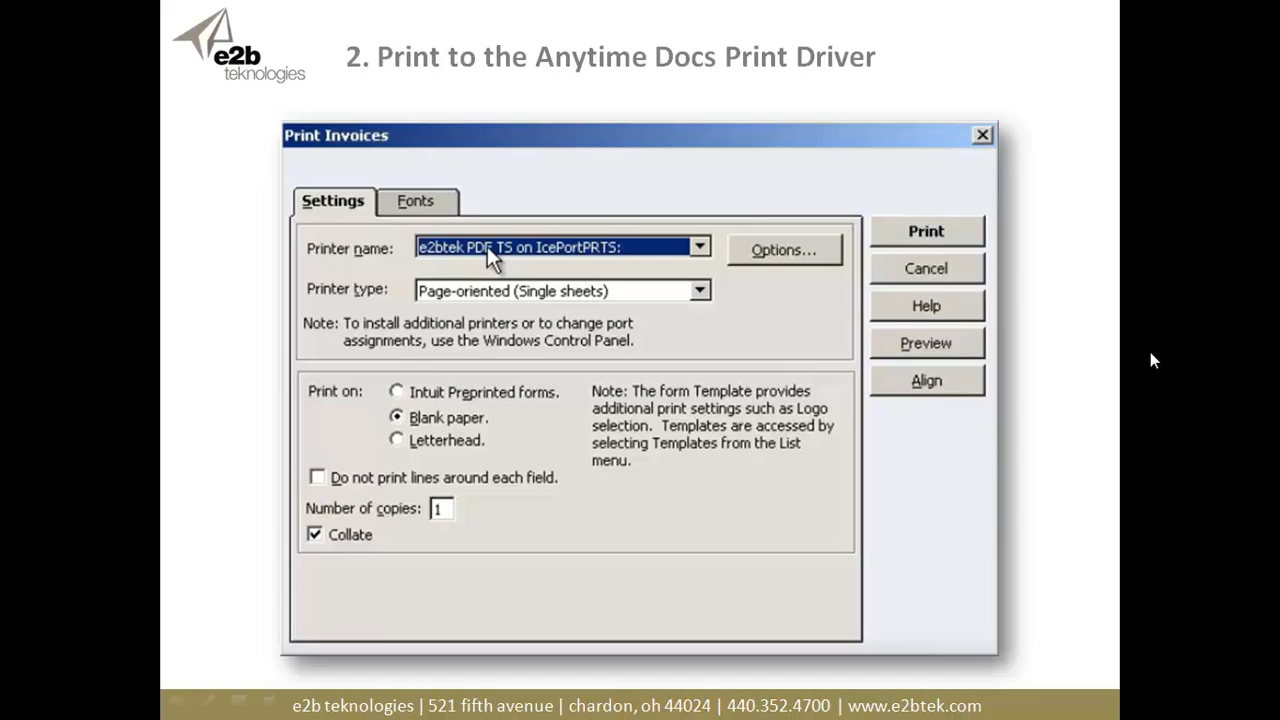 e2b
teknologies
2. Print to the Anytime Docs Print Driver
Print Invoices
Settings
Fonts
Printer name:
e2btek PDF TS on IcePortPRTS:
Options...
Printer type:
Page-oriented (Single sheets)
Note: To install additional printers or to change port
assignments, use the Windows Control Panel.
Print on:
Intuit Preprinted forms.
Blank paper.
Letterhead.
Note: The form Template provides
additional print settings such as Logo
selection. Templates are accessed by
selecting Templates from the List
menu.
Do not print lines around each field.
Number of copies: 1
Collate
Print
Cancel
Help
Preview
Align
e2b teknologies | 521 fifth avenue | chardon, oh 44024 | 440.352.4700 | www.e2btek.com